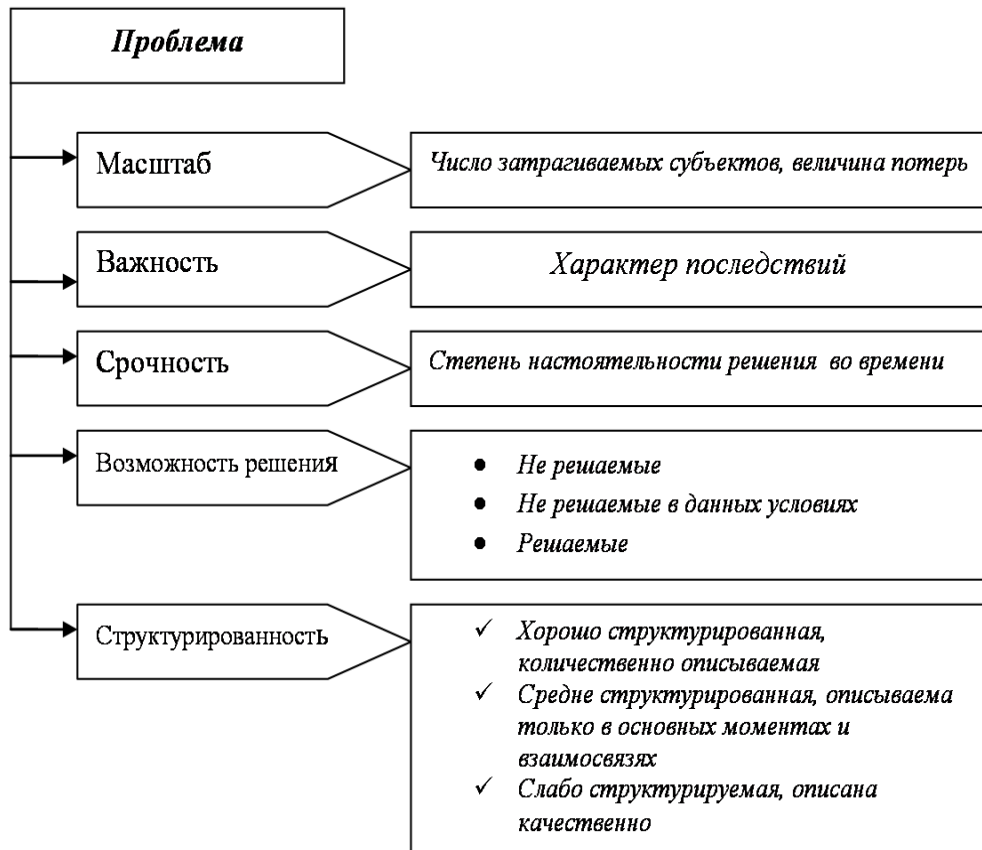 Проблема
Масштаб
Число затрагиваемых субъектов, величина потерь
Важность
Характер последствий
Срочность
Степень настоятельности решения во времени
Возможность решения
● Не решаемые
● Не решаемые в данных условиях
● Решаемые
Структурированность
✓ Хорошо структурированная,
количественно описываемая
✓ Средне структурированная, описываема
только в основных моментах и
взаимосвязях
✓ Слабо структурируемая, описана
качественно